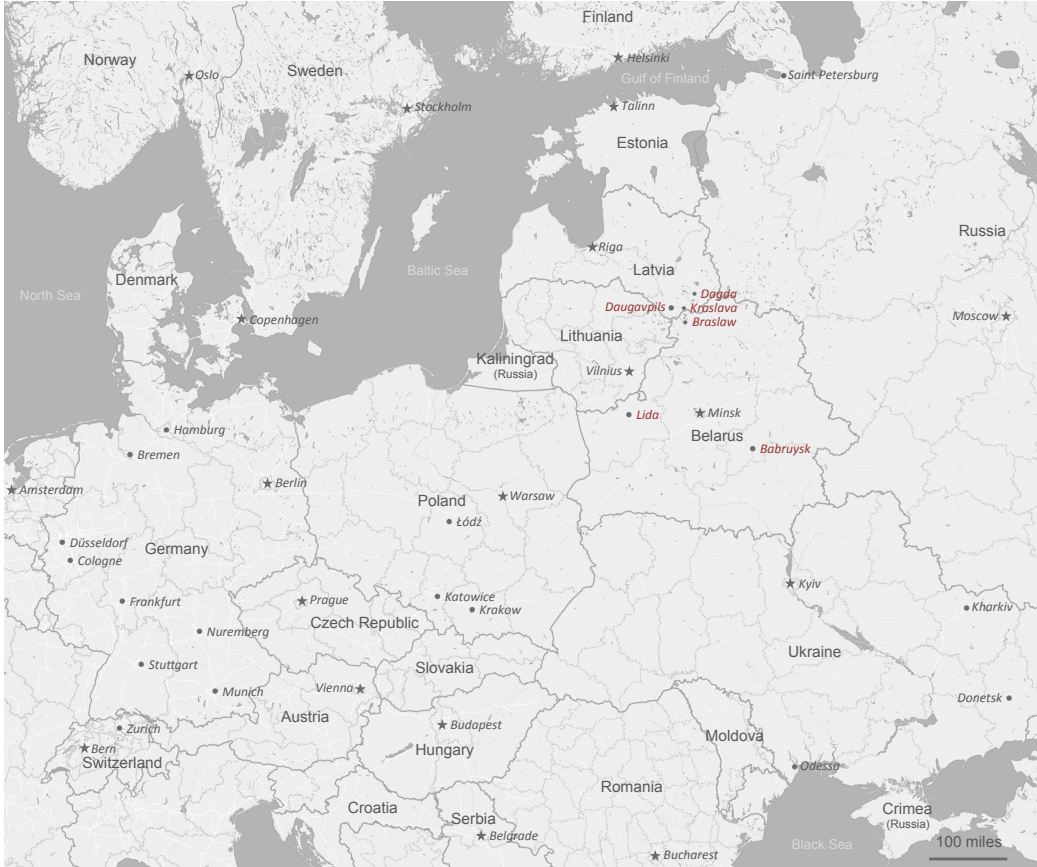 Finland
Norway
Helsinki
Sweden
Oslo
Gulf of Finland
Saint Petersburg
Stockholm
Talinn
Estonia
Russia
Riga
Latvia
Baltic Sea
Denmark
North Sea
Dagda
Daugavpils
Kraslava
Copenhagen
Braslaw
Moscow
Lithuania
Kaliningrad
(Russia)
Vilnius
Lida
Minsk
Hamburg
Belarus
Babruysk
Bremen
Berlin
Amsterdam
Warsaw
Poland
Łódź
Düsseldorf
Germany
Cologne
Kyiv
Katowice
Frankfurt
Prague
Krakow
Kharkiv
Czech Republic
Nuremberg
Ukraine
Stuttgart
Slovakia
Vienna
Munich
Donetsk
Austria
Budapest
Zurich
Moldova
Bern
Hungary
Switzerland
Odessa
Romania
Croatia
Crimea
(Russia)
Serbia
Belgrade
100 miles
Black Sea
Bucharest